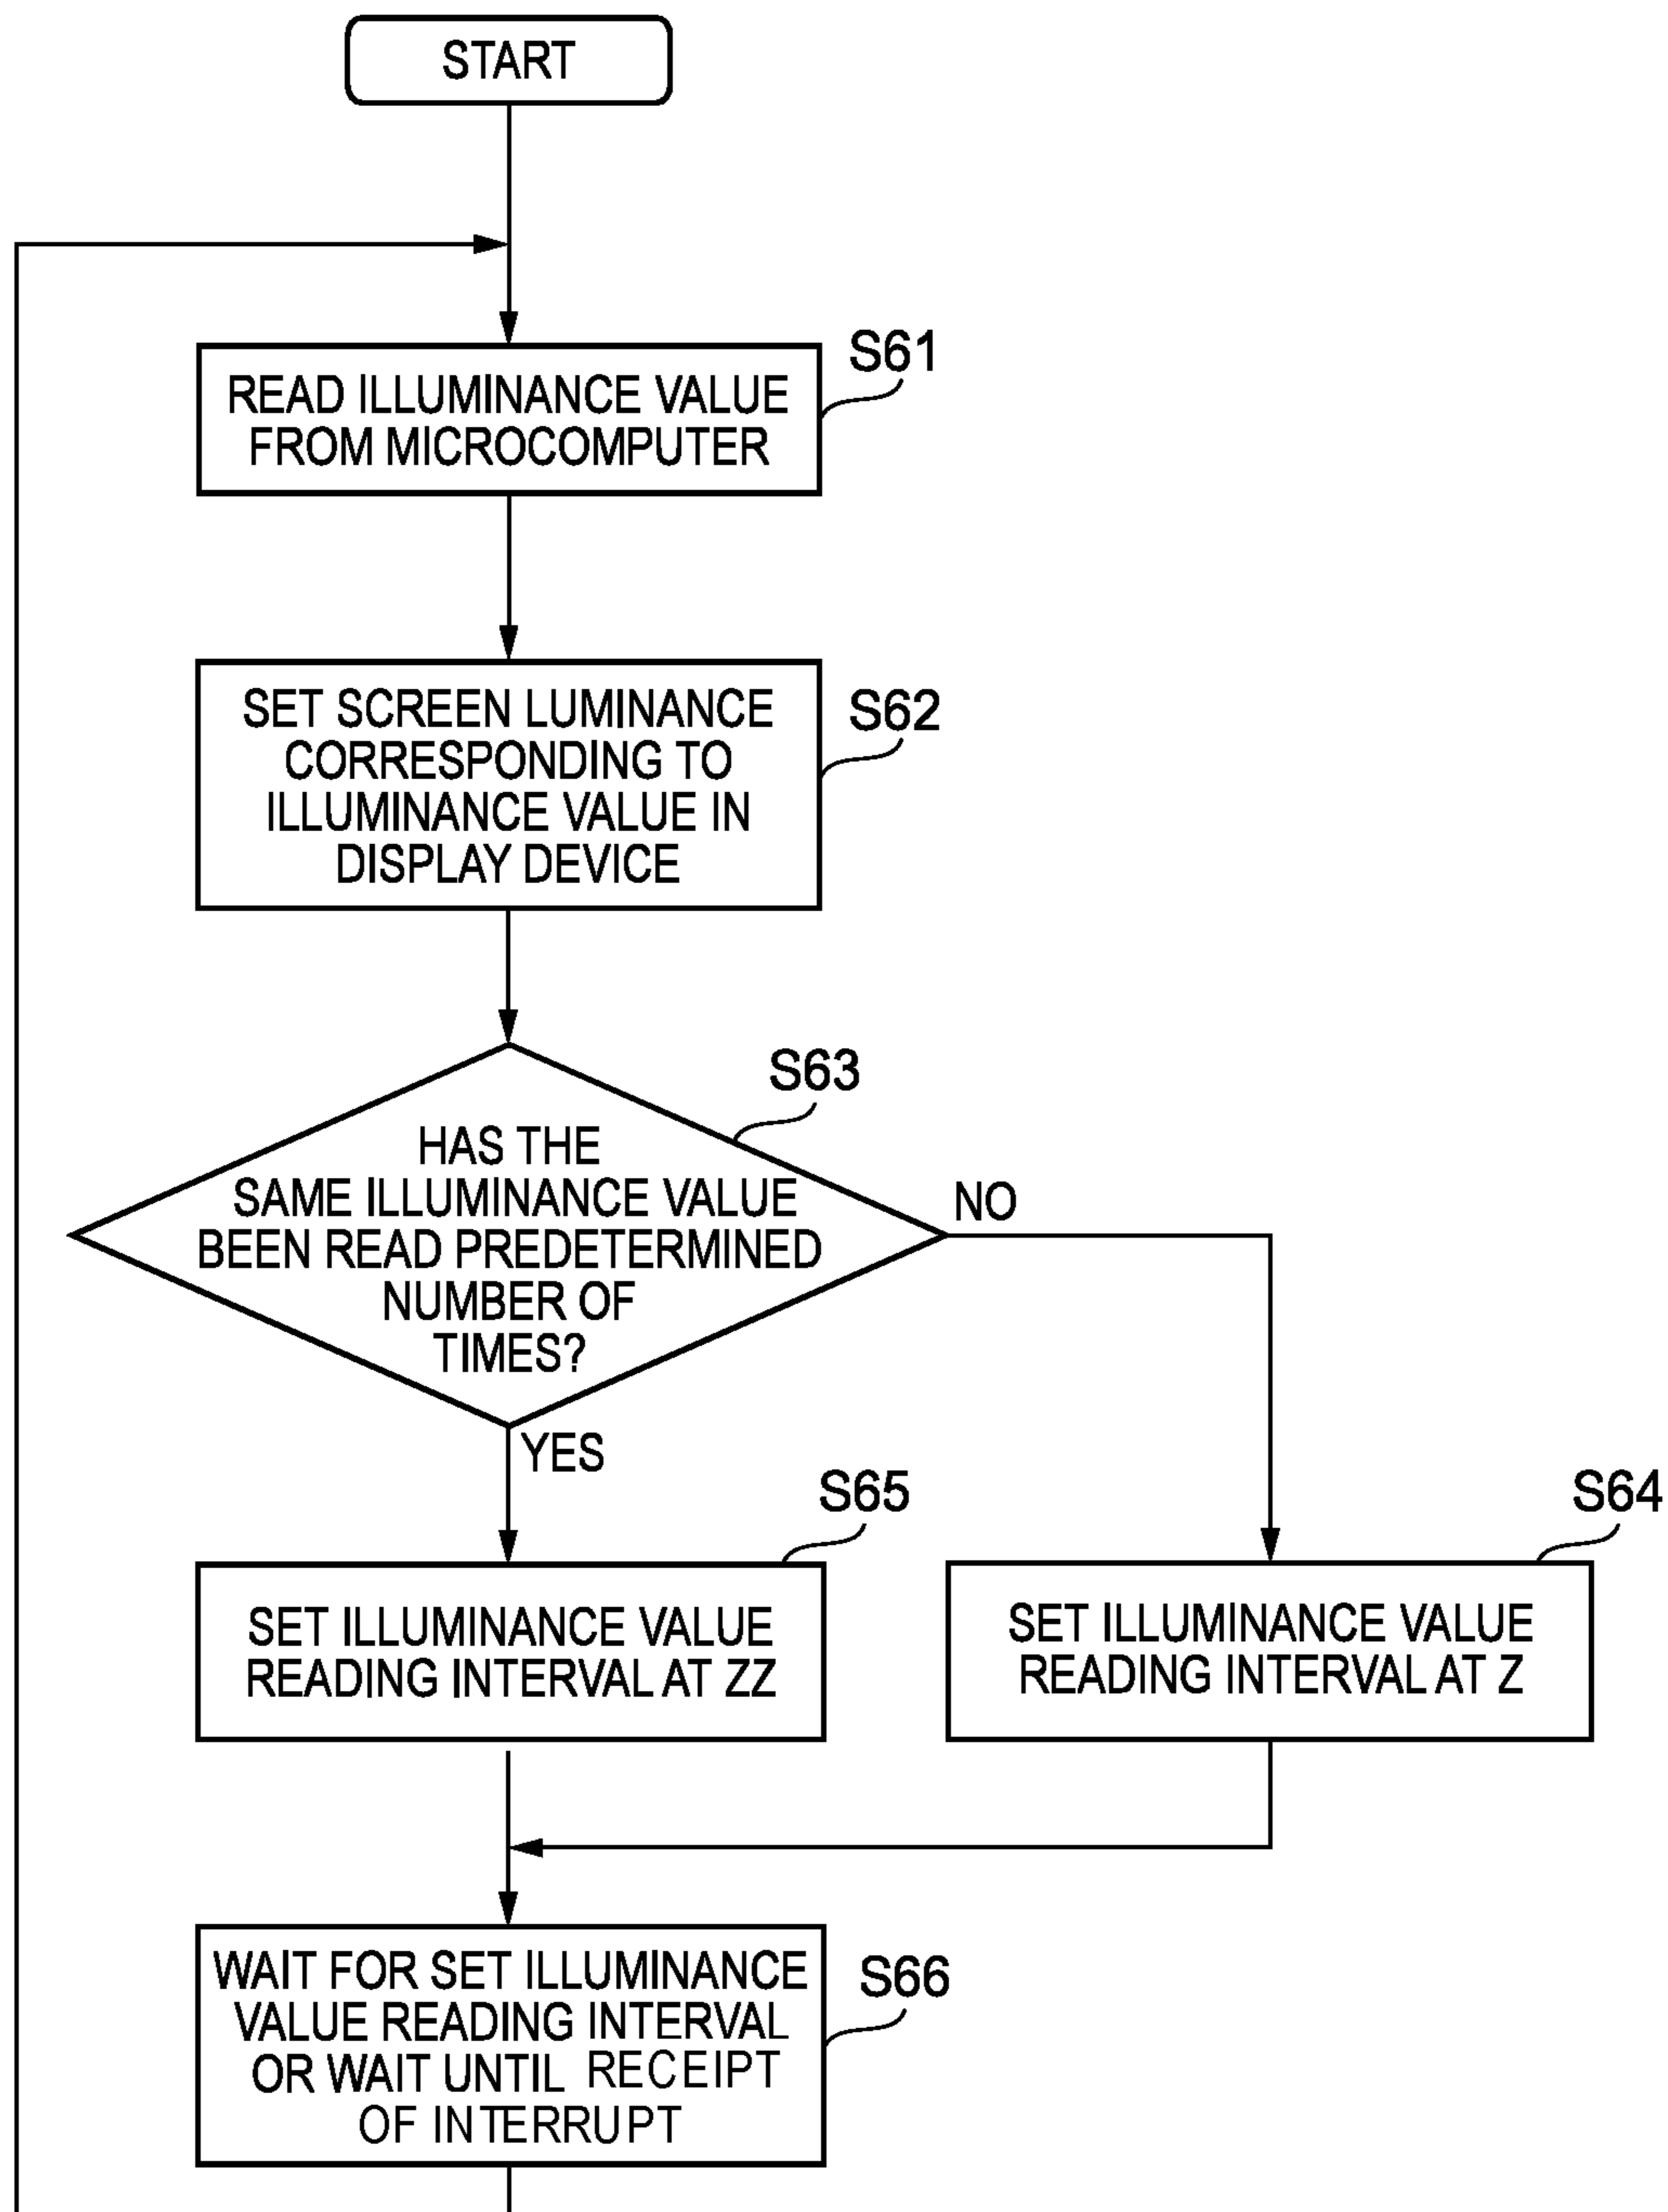 START
S61
READ ILLUMINANCE VALUE
FROM MICROCOMPUTER
S62
SET SCREEN LUMINANCE
CORRESPONDING TO
ILLUMINANCE VALUE IN
DISPLAY DEVICE
S63
HAS THE
SAME ILLUMINANCE VALUE
BEEN READ PREDETERMINED
NUMBER OF
TIMES?
NO
YES
S65
SET ILLUMINANCE VALUE
READING INTERVAL AT ZZ
S64
SET ILLUMINANCE VALUE
READING INTERVAL AT Z
S66
WAIT FOR SET ILLUMINANCE
VALUE READING INTERVAL
OR WAIT UNTIL RECEIPT
OF INTERRUPT